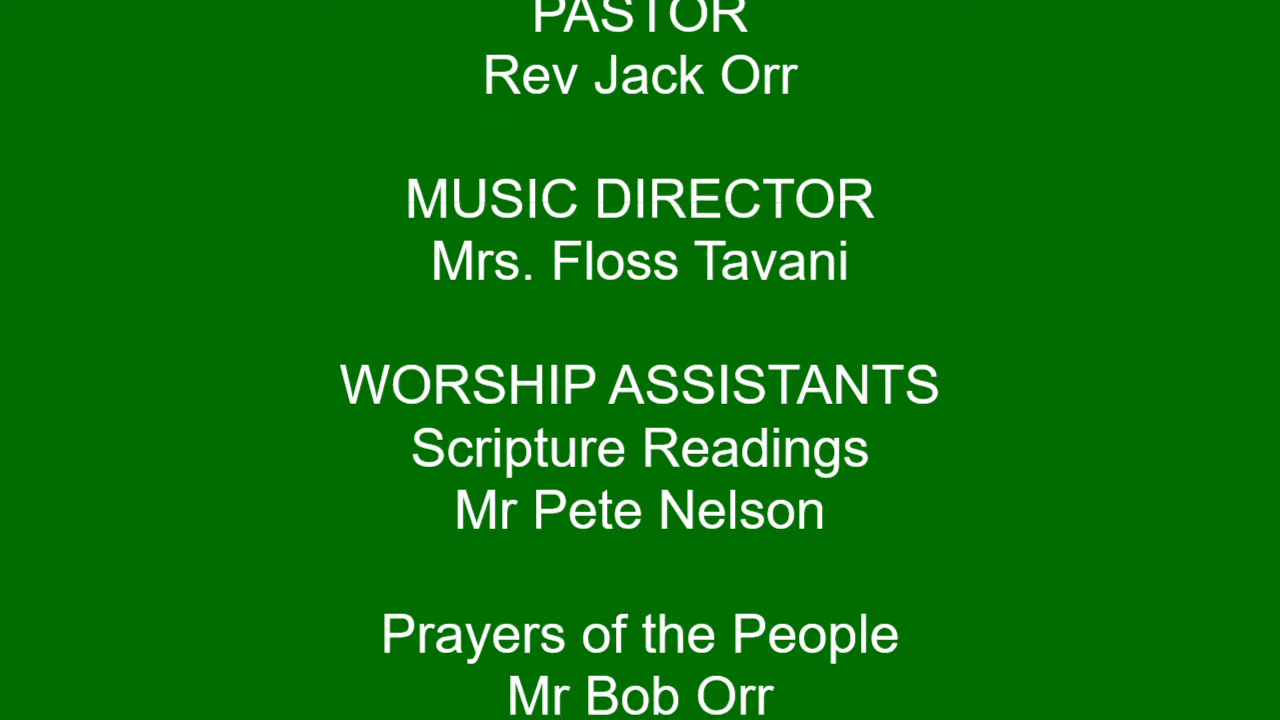 PASTOR
Rev Jack Orr
MUSIC DIRECTOR
Mrs. Floss Tavani
WORSHIP ASSISTANTS
Scripture Readings
Mr Pete Nelson
Prayers of the People
Mr Bob Orr